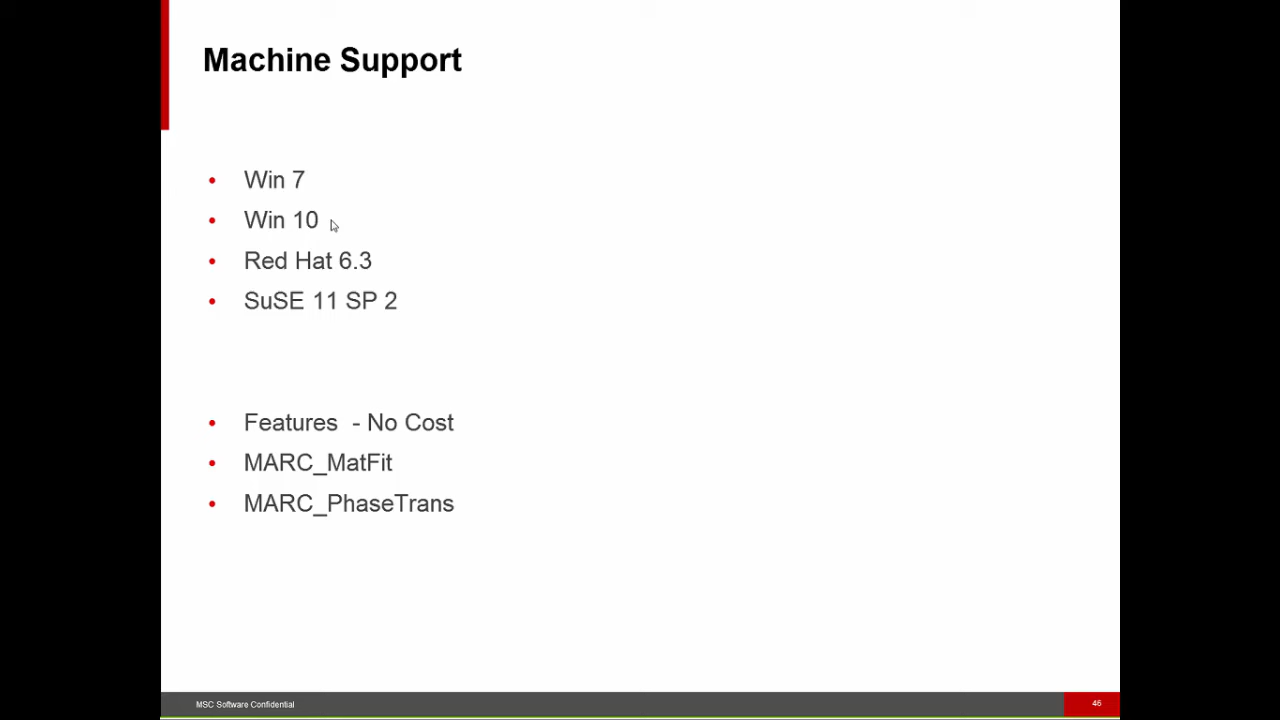 Machine Support
• Win 7
• Win 10
• Red Hat 6.3
• SuSE 11 SP 2
• Features  - No Cost
• MARC_MatFit
• MARC_PhaseTrans
MSC Software Confidential
46